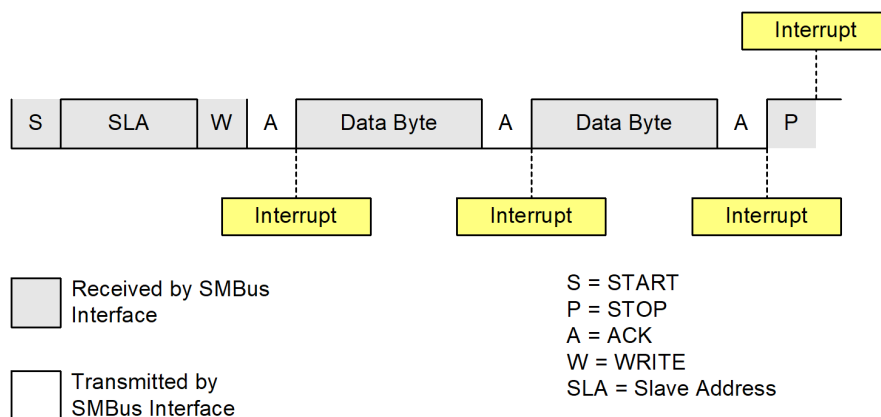 Interrupt
S SLA W A Data Byte A Data Byte A P
Interrupt Interrupt Interrupt
Received by SMBus
Interface
Transmitted by
SMBus Interface
S = START
P = STOP
A = ACK
W = WRITE
SLA = Slave Address